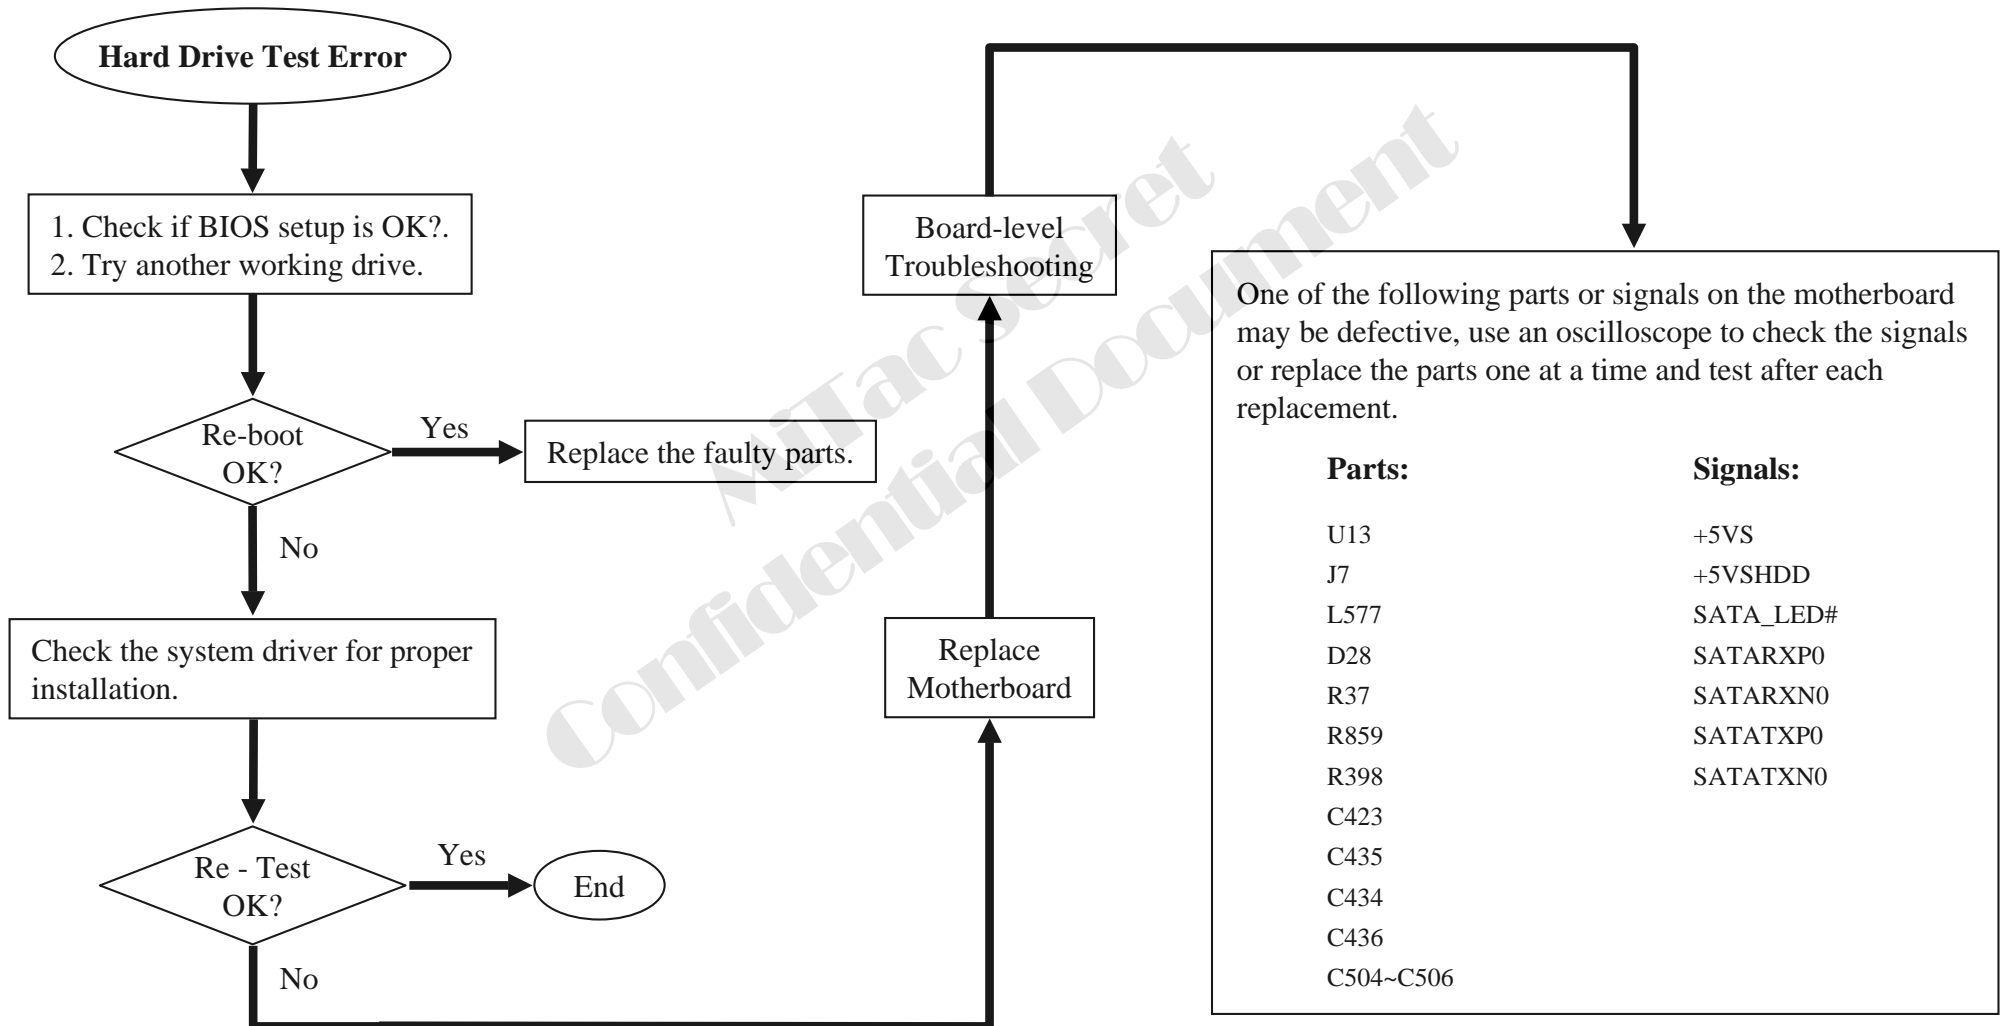 Hard Drive Test Error
1. Check if BIOS setup is OK?.
2. Try another working drive.
Re-boot
OK?
Yes
Replace the faulty parts.
No
Check the system driver for proper
installation.
Re - Test
OK?
Yes
End
No
Replace
Motherboard
Board-level
Troubleshooting
One of the following parts or signals on the motherboard
may be defective, use an oscilloscope to check the signals
or replace the parts one at a time and test after each
replacement.
Parts:
U13
J7
L577
D28
R37
R859
R398
C423
C435
C434
C436
C504~C506
Signals:
+5VS
+5VSHDD
SATA_LED#
SATARXP0
SATARXN0
SATATXP0
SATATXN0
MiTac Secret
Confidential Document